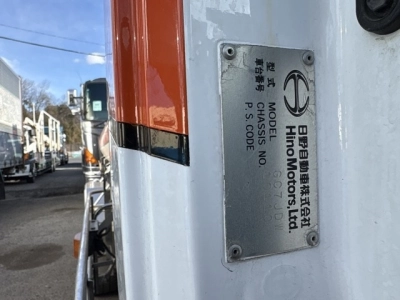 日野自動車株式会社
Hino Motors, Ltd.
型式 MODEL
車台番号 CHASSIS NO.
P.S. CODE